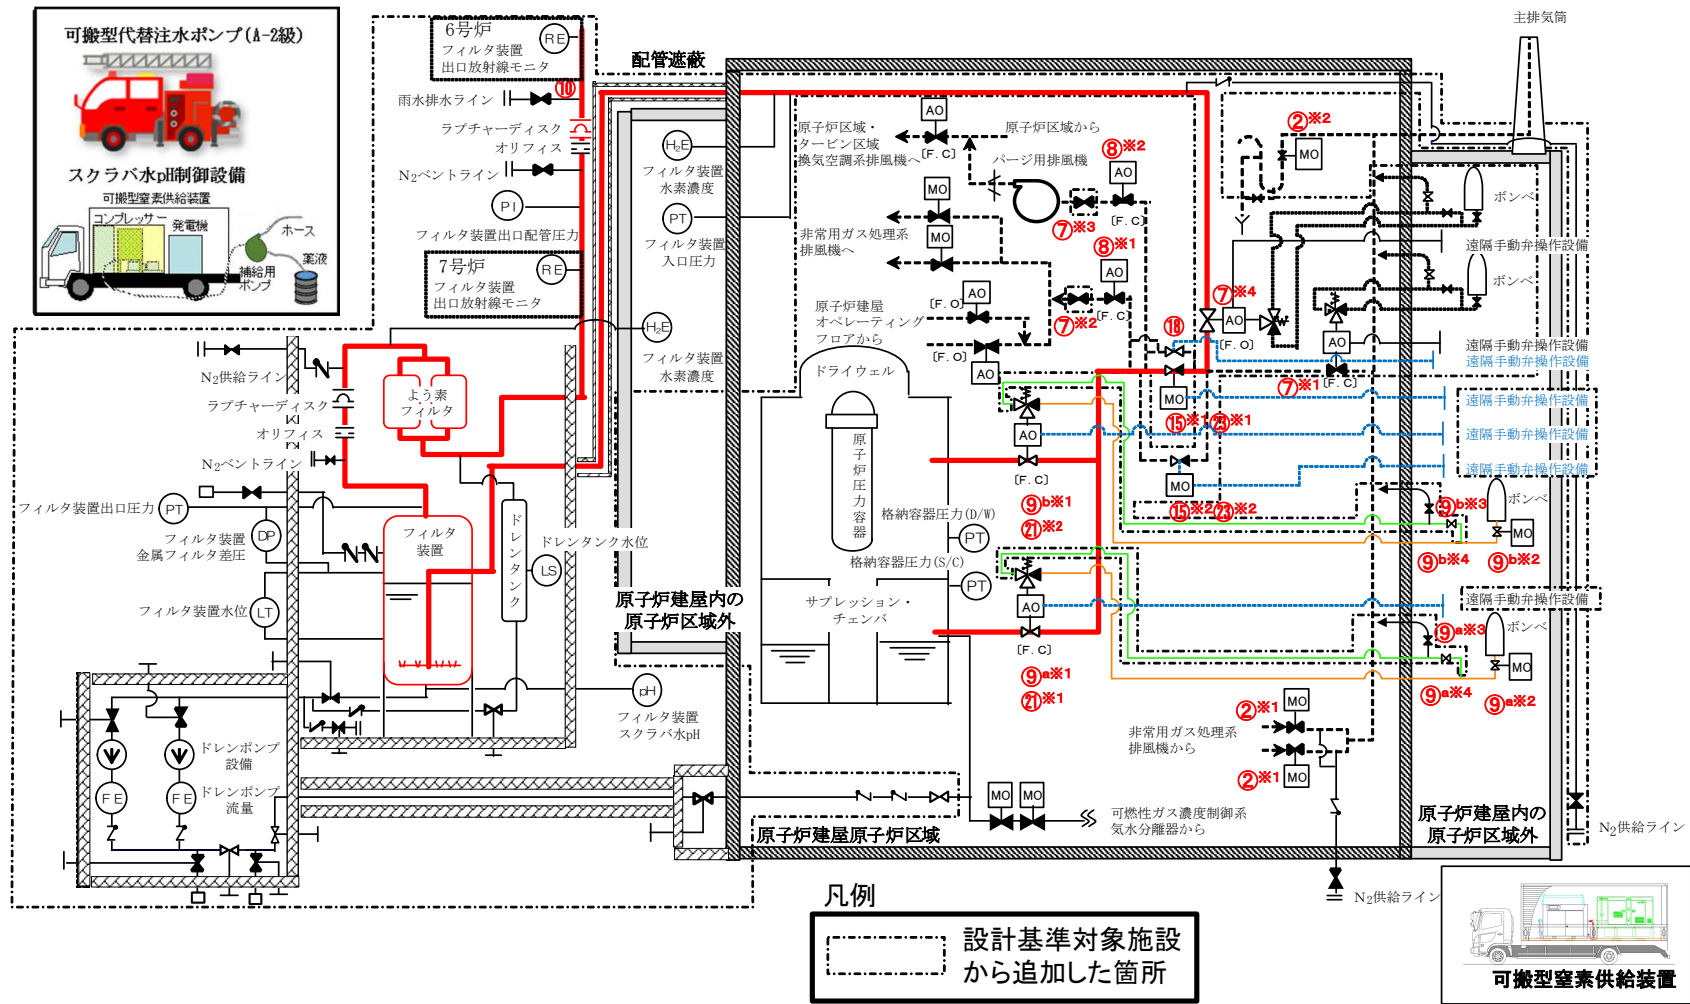 可搬型代替注水ポンプ(A-2級)
スクラバ水pH制御設備
可搬型窒素供給装置
コンプレッサー
発電機
ホース
補給用
ポンプ
薬液
6号炉
フィルタ装置
出口放射線モニタ
RE
⑩
雨水排水ライン
ラプチャーディスク
オリフィス
N₂ベントライン
PI
フィルタ装置出口配管圧力
7号炉
フィルタ装置
出口放射線モニタ
RE
配管遮蔽
H₂E
フィルタ装置
水素濃度
PT
フィルタ装置
入口圧力
H₂E
フィルタ装置
水素濃度
N₂供給ライン
ラプチャーディスク
オリフィス
N₂ベントライン
よう素
フィルタ
フィルタ装置出口圧力
PT
DP
フィルタ装置
金属フィルタ差圧
フィルタ装置水位
LT
フィルタ
装置
ドレンタンク
ドレンタンク水位
LS
pH
フィルタ装置
スクラバ水pH
ドレンポンプ
設備
ドレンポンプ
流量
FE
FE
原子炉建屋内の
原子炉区域外
原子炉区域・
タービン区域
換気空調系排風機へ
AO
(F.C)
原子炉区域から
パージ用排風機
⑧※2
AO
(F.C)
⑦※3
MO
非常用ガス処理系
排風機へ
MO
⑧※1
AO
(F.C)
⑦※2
原子炉建屋
オペレーティング
フロアから
(F.O)
AO
(F.O)
AO
ドライウェル
原子炉圧力容器
サプレッション・
チェンバ
格納容器圧力(D/W)
PT
格納容器圧力(S/C)
PT
AO
(F.C)
⑨b※1
㉑※2
AO
(F.C)
⑨a※1
㉑※1
⑱
MO
⑮※1
㉓※1
MO
⑮※2
㉓※2
⑦※4
AO
(F.O)
AO
(F.C)
⑦※1
②※2
MO
主排気筒
ボンベ
遠隔手動弁操作設備
ボンベ
遠隔手動弁操作設備
遠隔手動弁操作設備
遠隔手動弁操作設備
遠隔手動弁操作設備
遠隔手動弁操作設備
⑨b※3
ボンベ
MO
⑨b※4
⑨b※2
遠隔手動弁操作設備
⑨a※3
ボンベ
MO
⑨a※4
⑨a※2
②※1
MO
非常用ガス処理系
排風機から
②※1
MO
MO
MO
可燃性ガス濃度制御系
気水分離器から
原子炉建屋原子炉区域
原子炉建屋内の
原子炉区域外
N₂供給ライン
N₂供給ライン
凡例
設計基準対象施設
から追加した箇所
可搬型窒素供給装置